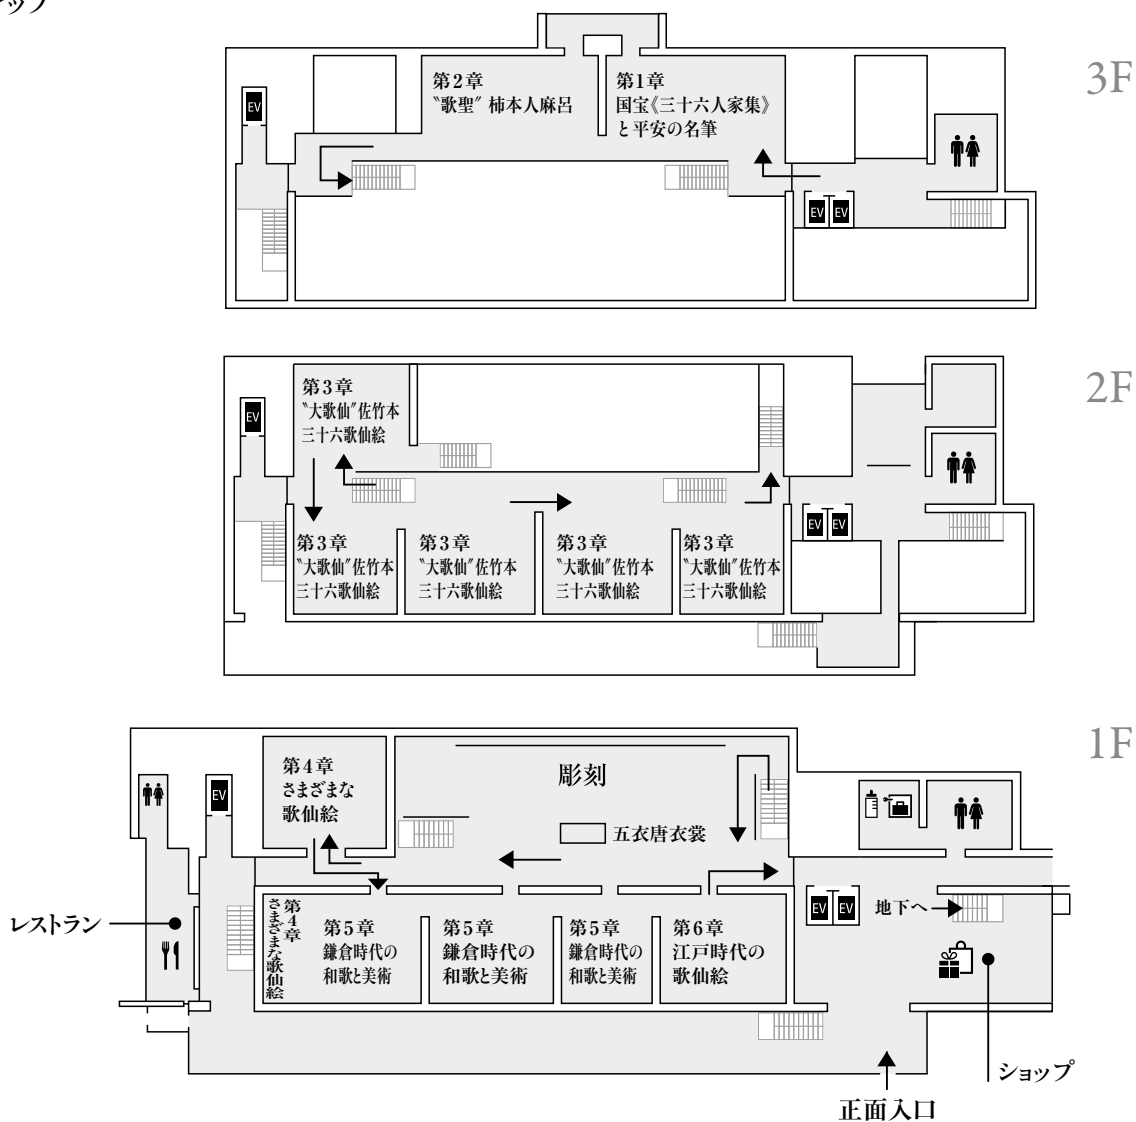 ップ
3F
第2章
〝歌聖〟柿本人麻呂
第1章
国宝《三十六人家集》
と平安の名筆
EV
EV
EV
2F
第3章
〝大歌仙〟佐竹本
三十六歌仙絵
EV
第3章
〝大歌仙〟佐竹本
三十六歌仙絵
第3章
〝大歌仙〟佐竹本
三十六歌仙絵
第3章
〝大歌仙〟佐竹本
三十六歌仙絵
第3章
〝大歌仙〟佐竹本
三十六歌仙絵
EV
EV
1F
第4章
さまざまな
歌仙絵
彫刻
五衣唐衣裳
EV
レストラン
第4章
さまざまな歌仙絵
第5章
鎌倉時代の
和歌と美術
第5章
鎌倉時代の
和歌と美術
第5章
鎌倉時代の
和歌と美術
第6章
江戸時代の
歌仙絵
EV
EV
地下へ
ショップ
正面入口